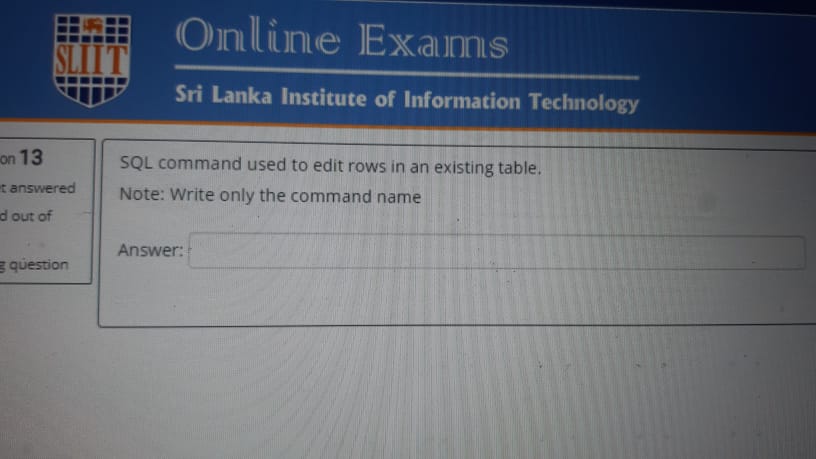 SLIIT
Online Exams
Sri Lanka Institute of Information Technology
on 13
t answered
d out of
g question
SQL command used to edit rows in an existing table.
Note: Write only the command name
Answer: